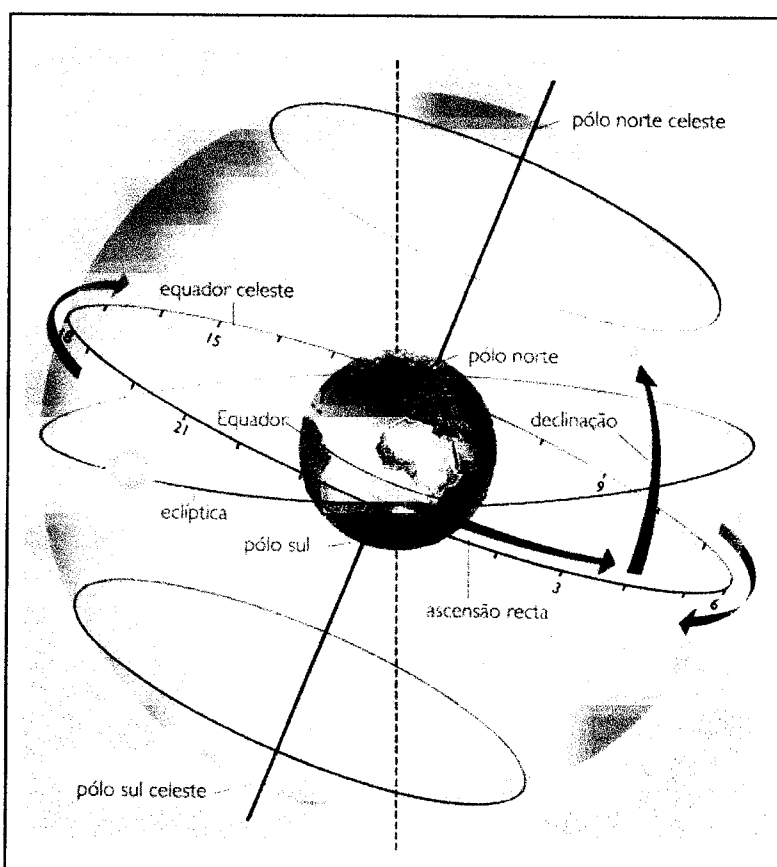 pólo norte celeste
equador celeste
18
15
pólo norte
Equador
declinação
21
9
eclíptica
pólo sul
3
ascensão recta
6
pólo sul celeste